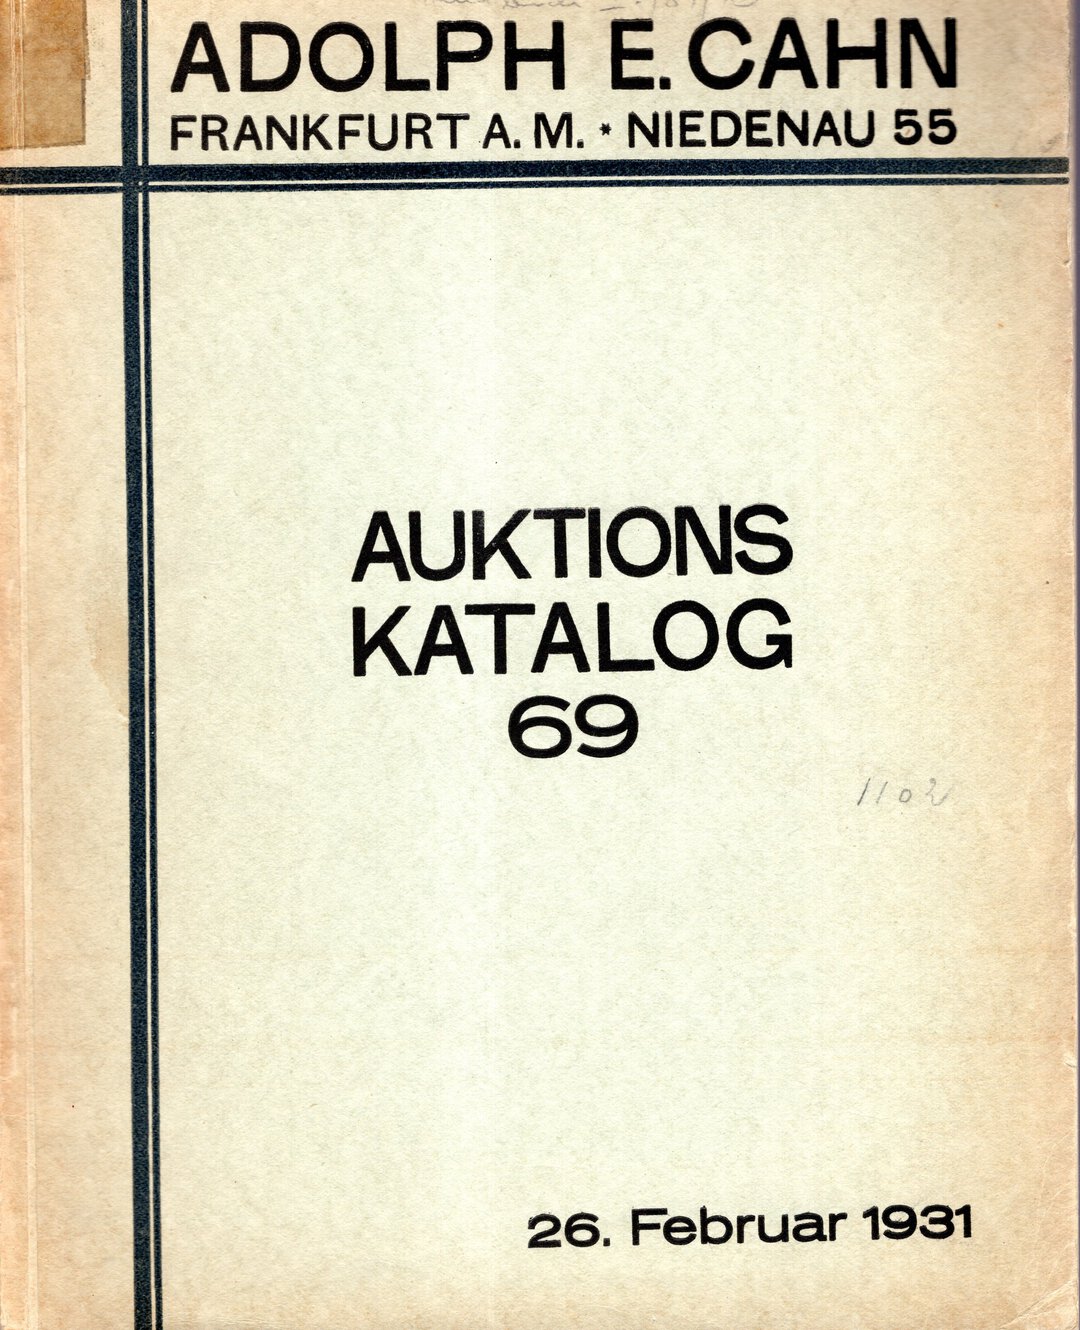 ADOLPH E. CAHN
FRANKFURT A. M. * NIEDENAU 55
AUKTIONS
KATALOG
69
1102
26. Februar 1931